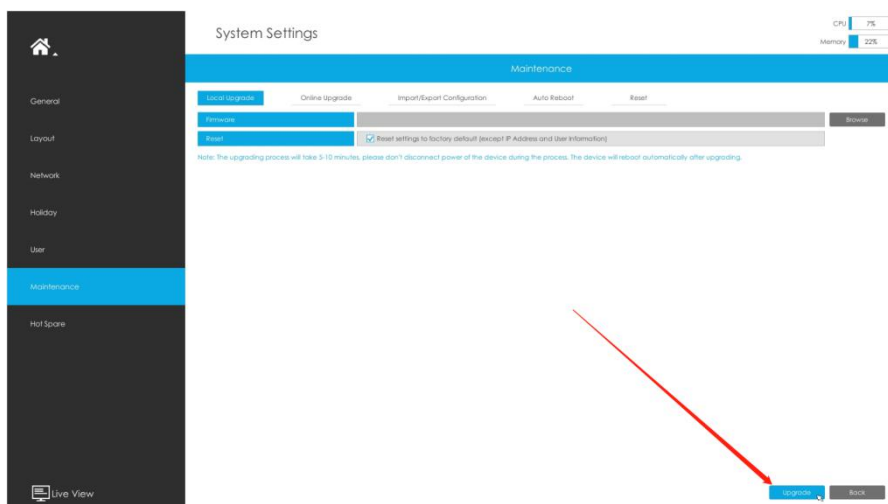 System Settings
CPU 7%
Memory 22%
Maintenance
Local Upgrade Online Upgrade Import/Export Configuration Auto Reboot Reset
Firmware Browse
Reset Reset settings to factory default (except IP Address and User Information)
Note: The upgrading process will take 5-10 minutes, please don't disconnect power of the device during the process. The device will reboot automatically after upgrading.
General
Layout
Network
Holiday
User
Maintenance
Hot Spare
Live View
Upgrade Back